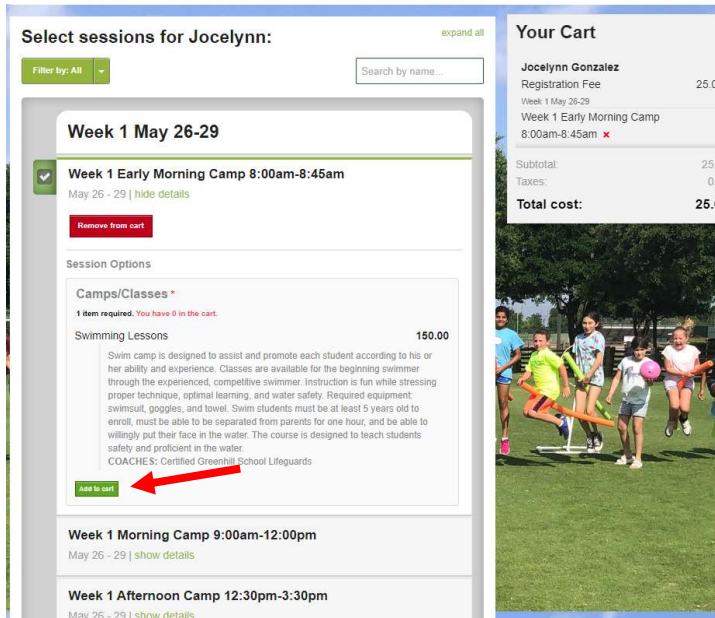 Select sessions for Jocelynn:
expand all
Filter by: All
Search by name...
Week 1 May 26-29
Week 1 Early Morning Camp 8:00am-8:45am
May 26 - 29 | hide details
Remove from cart
Session Options
Camps/Classes *
1 item required. You have 0 in the cart.
Swimming Lessons 150.00
Swim camp is designed to assist and promote each student according to his or
her ability and experience. Classes are available for the beginning swimmer
through the experienced, competitive swimmer. Instruction is fun while stressing
proper technique, optimal learning, and water safety. Required equipment:
swimsuit, goggles, and towel. Swim students must be at least 5 years old to
enroll, must be able to be separated from parents for one hour, and be able to
willingly put their face in the water. The course is designed to teach students
safety and proficient in the water.
COACHES: Certified Greenhill School Lifeguards
Add to cart
Week 1 Morning Camp 9:00am-12:00pm
May 26 - 29 | show details
Week 1 Afternoon Camp 12:30pm-3:30pm
May 26 - 29 | show details
Your Cart
Jocelynn Gonzalez
Registration Fee 25.0
Week 1 May 26-29
Week 1 Early Morning Camp
8:00am-8:45am ×
Subtotal: 25
Taxes: 0
Total cost: 25.